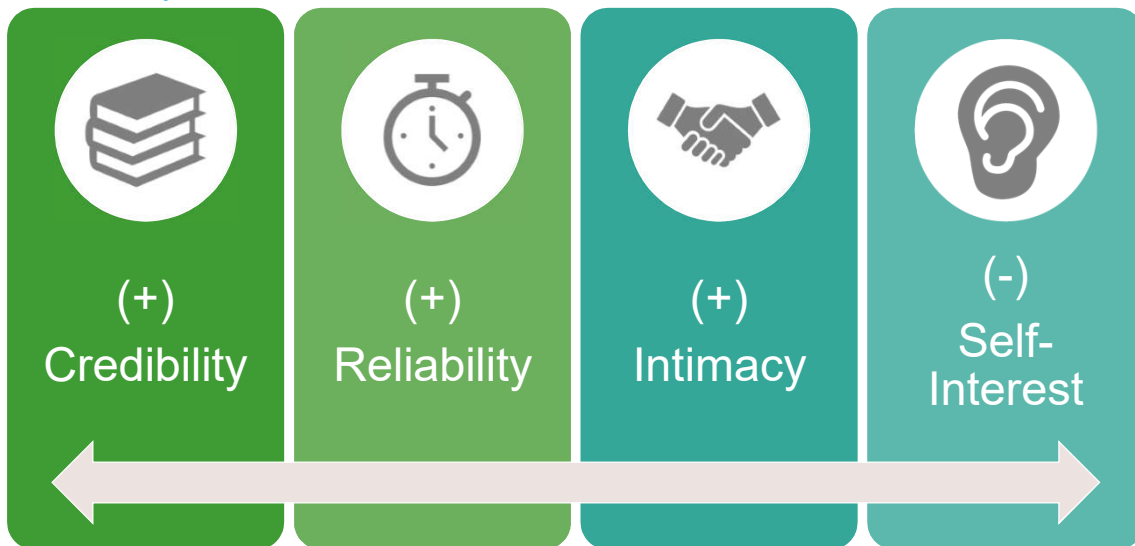 (+)
Credibility
(+)
Reliability
(+)
Intimacy
(-)
Self-
Interest